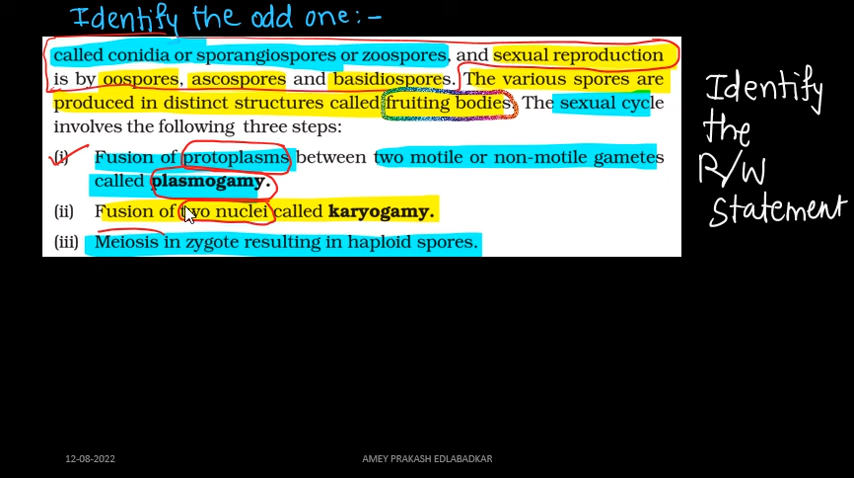 Identify the odd one:-
called conidia or sporangiospores or zoospores, and sexual reproduction
is by oospores, ascospores and basidiospores. The various spores are
produced in distinct structures called fruiting bodies. The sexual cycle
involves the following three steps:
(i) Fusion of protoplasms between two motile or non-motile gametes
called plasmogamy.
(ii) Fusion of two nuclei called karyogamy.
(iii) Meiosis in zygote resulting in haploid spores.
Identify
the
R/W
Statement
12-08-2022
AMEY PRAKASH EDLABADKAR